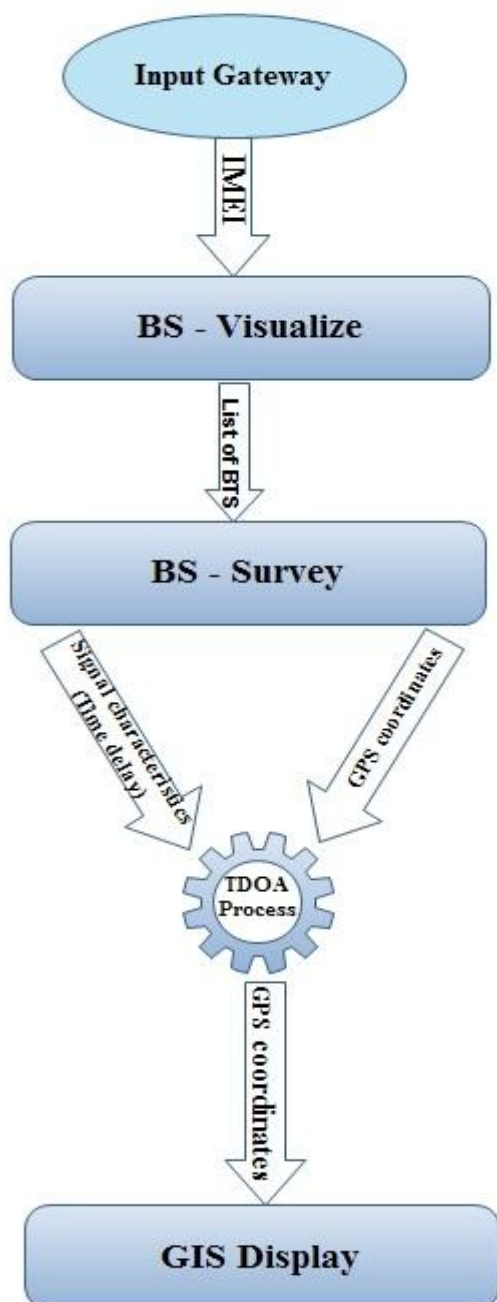 Input Gateway
IMEI
BS - Visualize
List of BTS
BS - Survey
Signal characteristics
(Time delay)
GPS coordinates
TDOA
Process
GPS coordinates
GIS Display